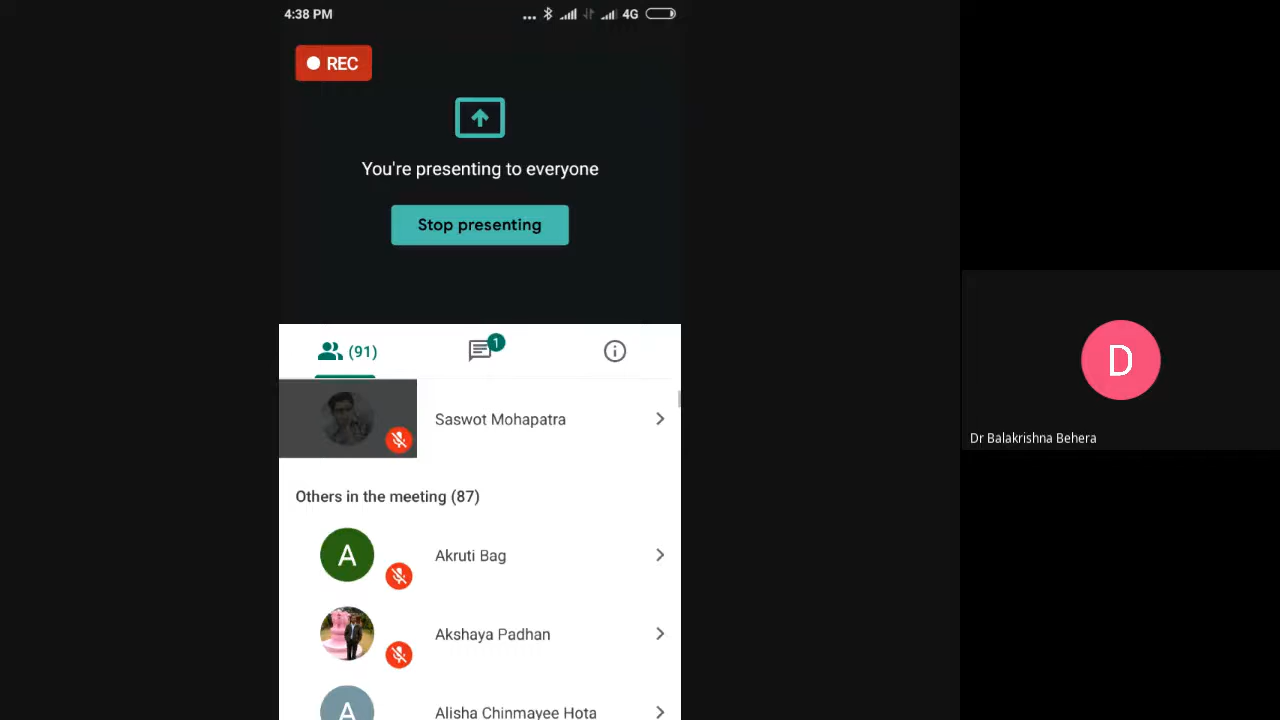 4:38 PM
4G
REC
You're presenting to everyone
Stop presenting
(91)
1
Saswot Mohapatra
Others in the meeting (87)
A
Akruti Bag
Akshaya Padhan
A
Alisha Chinmayee Hota
D
Dr Balakrishna Behera